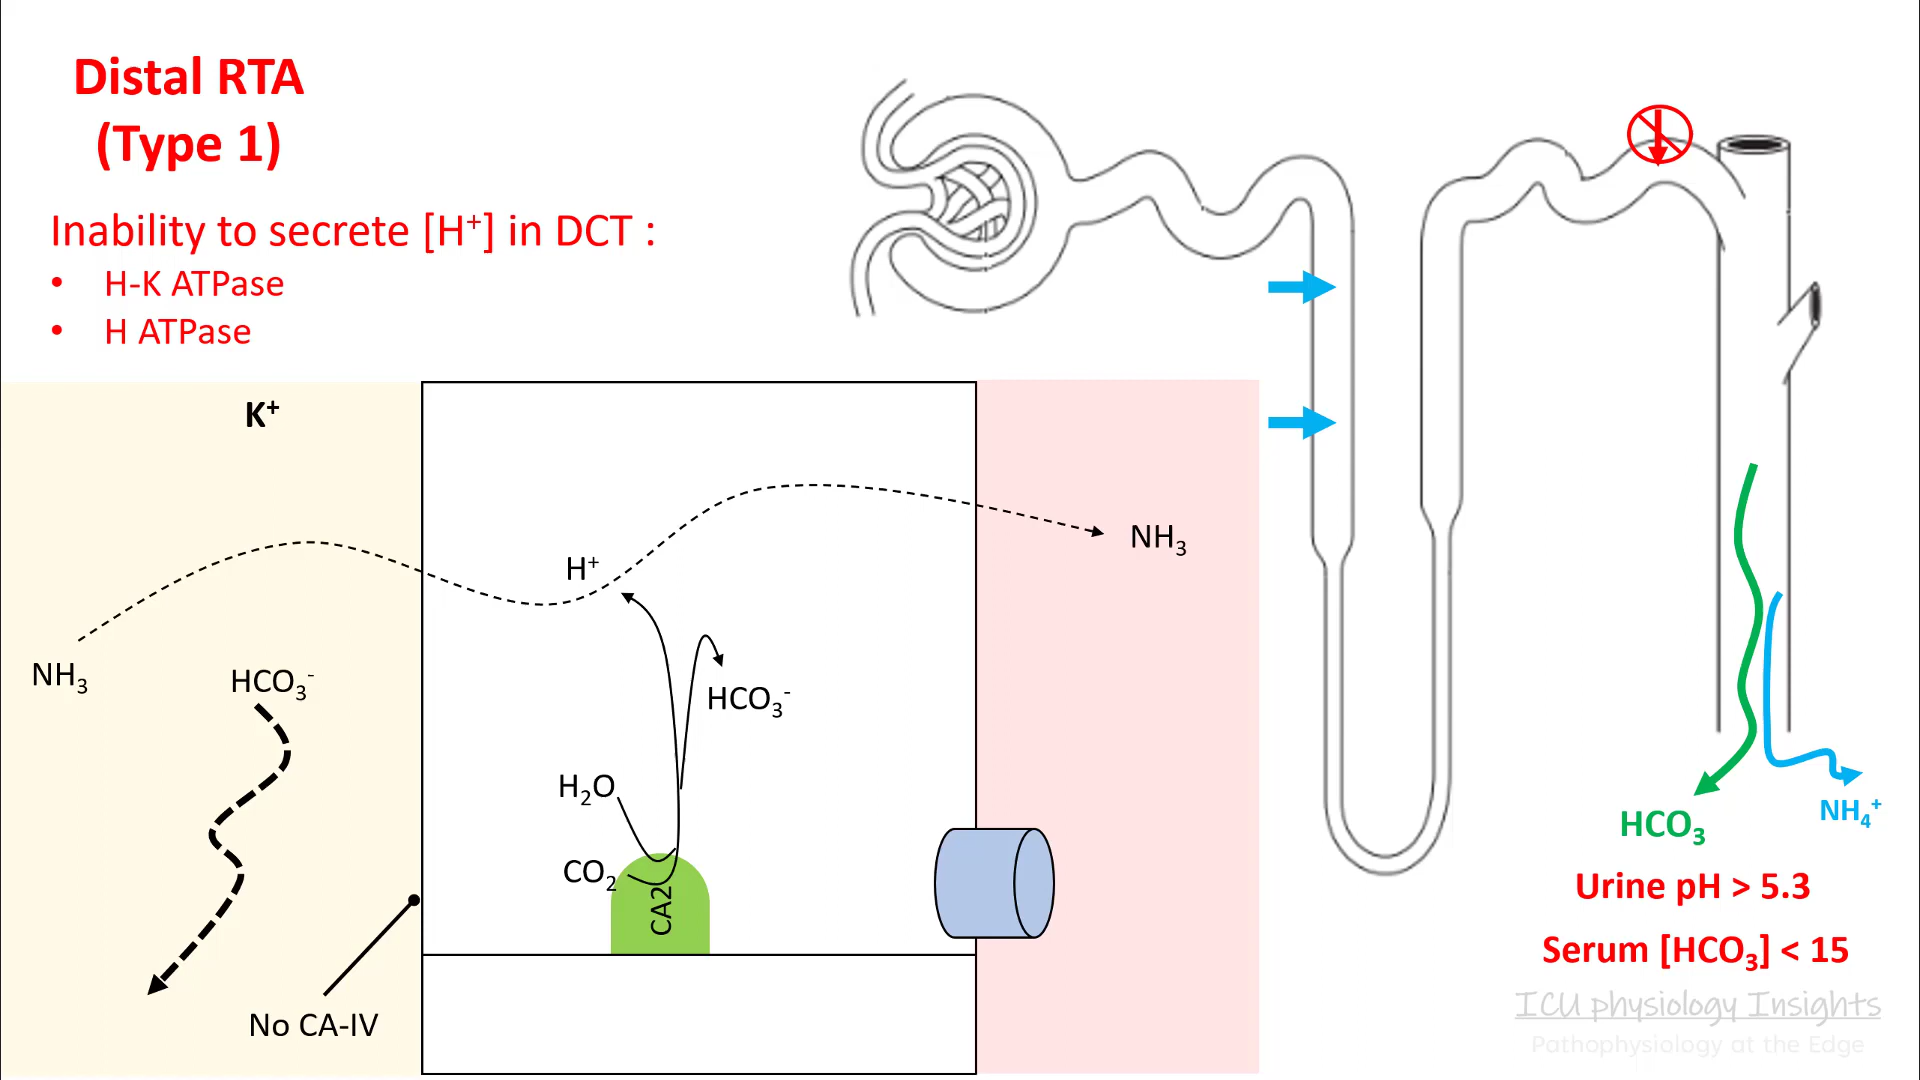 Distal RTA
(Type 1)
Inability to secrete [H⁺] in DCT :
• H-K ATPase
• H ATPase
K⁺
H⁺
NH₃
NH₃
HCO₃⁻
HCO₃⁻
H₂O
CO₂
CA2
No CA-IV
HCO₃
NH₄⁺
Urine pH > 5.3
Serum [HCO₃] < 15
ICU physiology Insights
Pathophysiology at the Edge